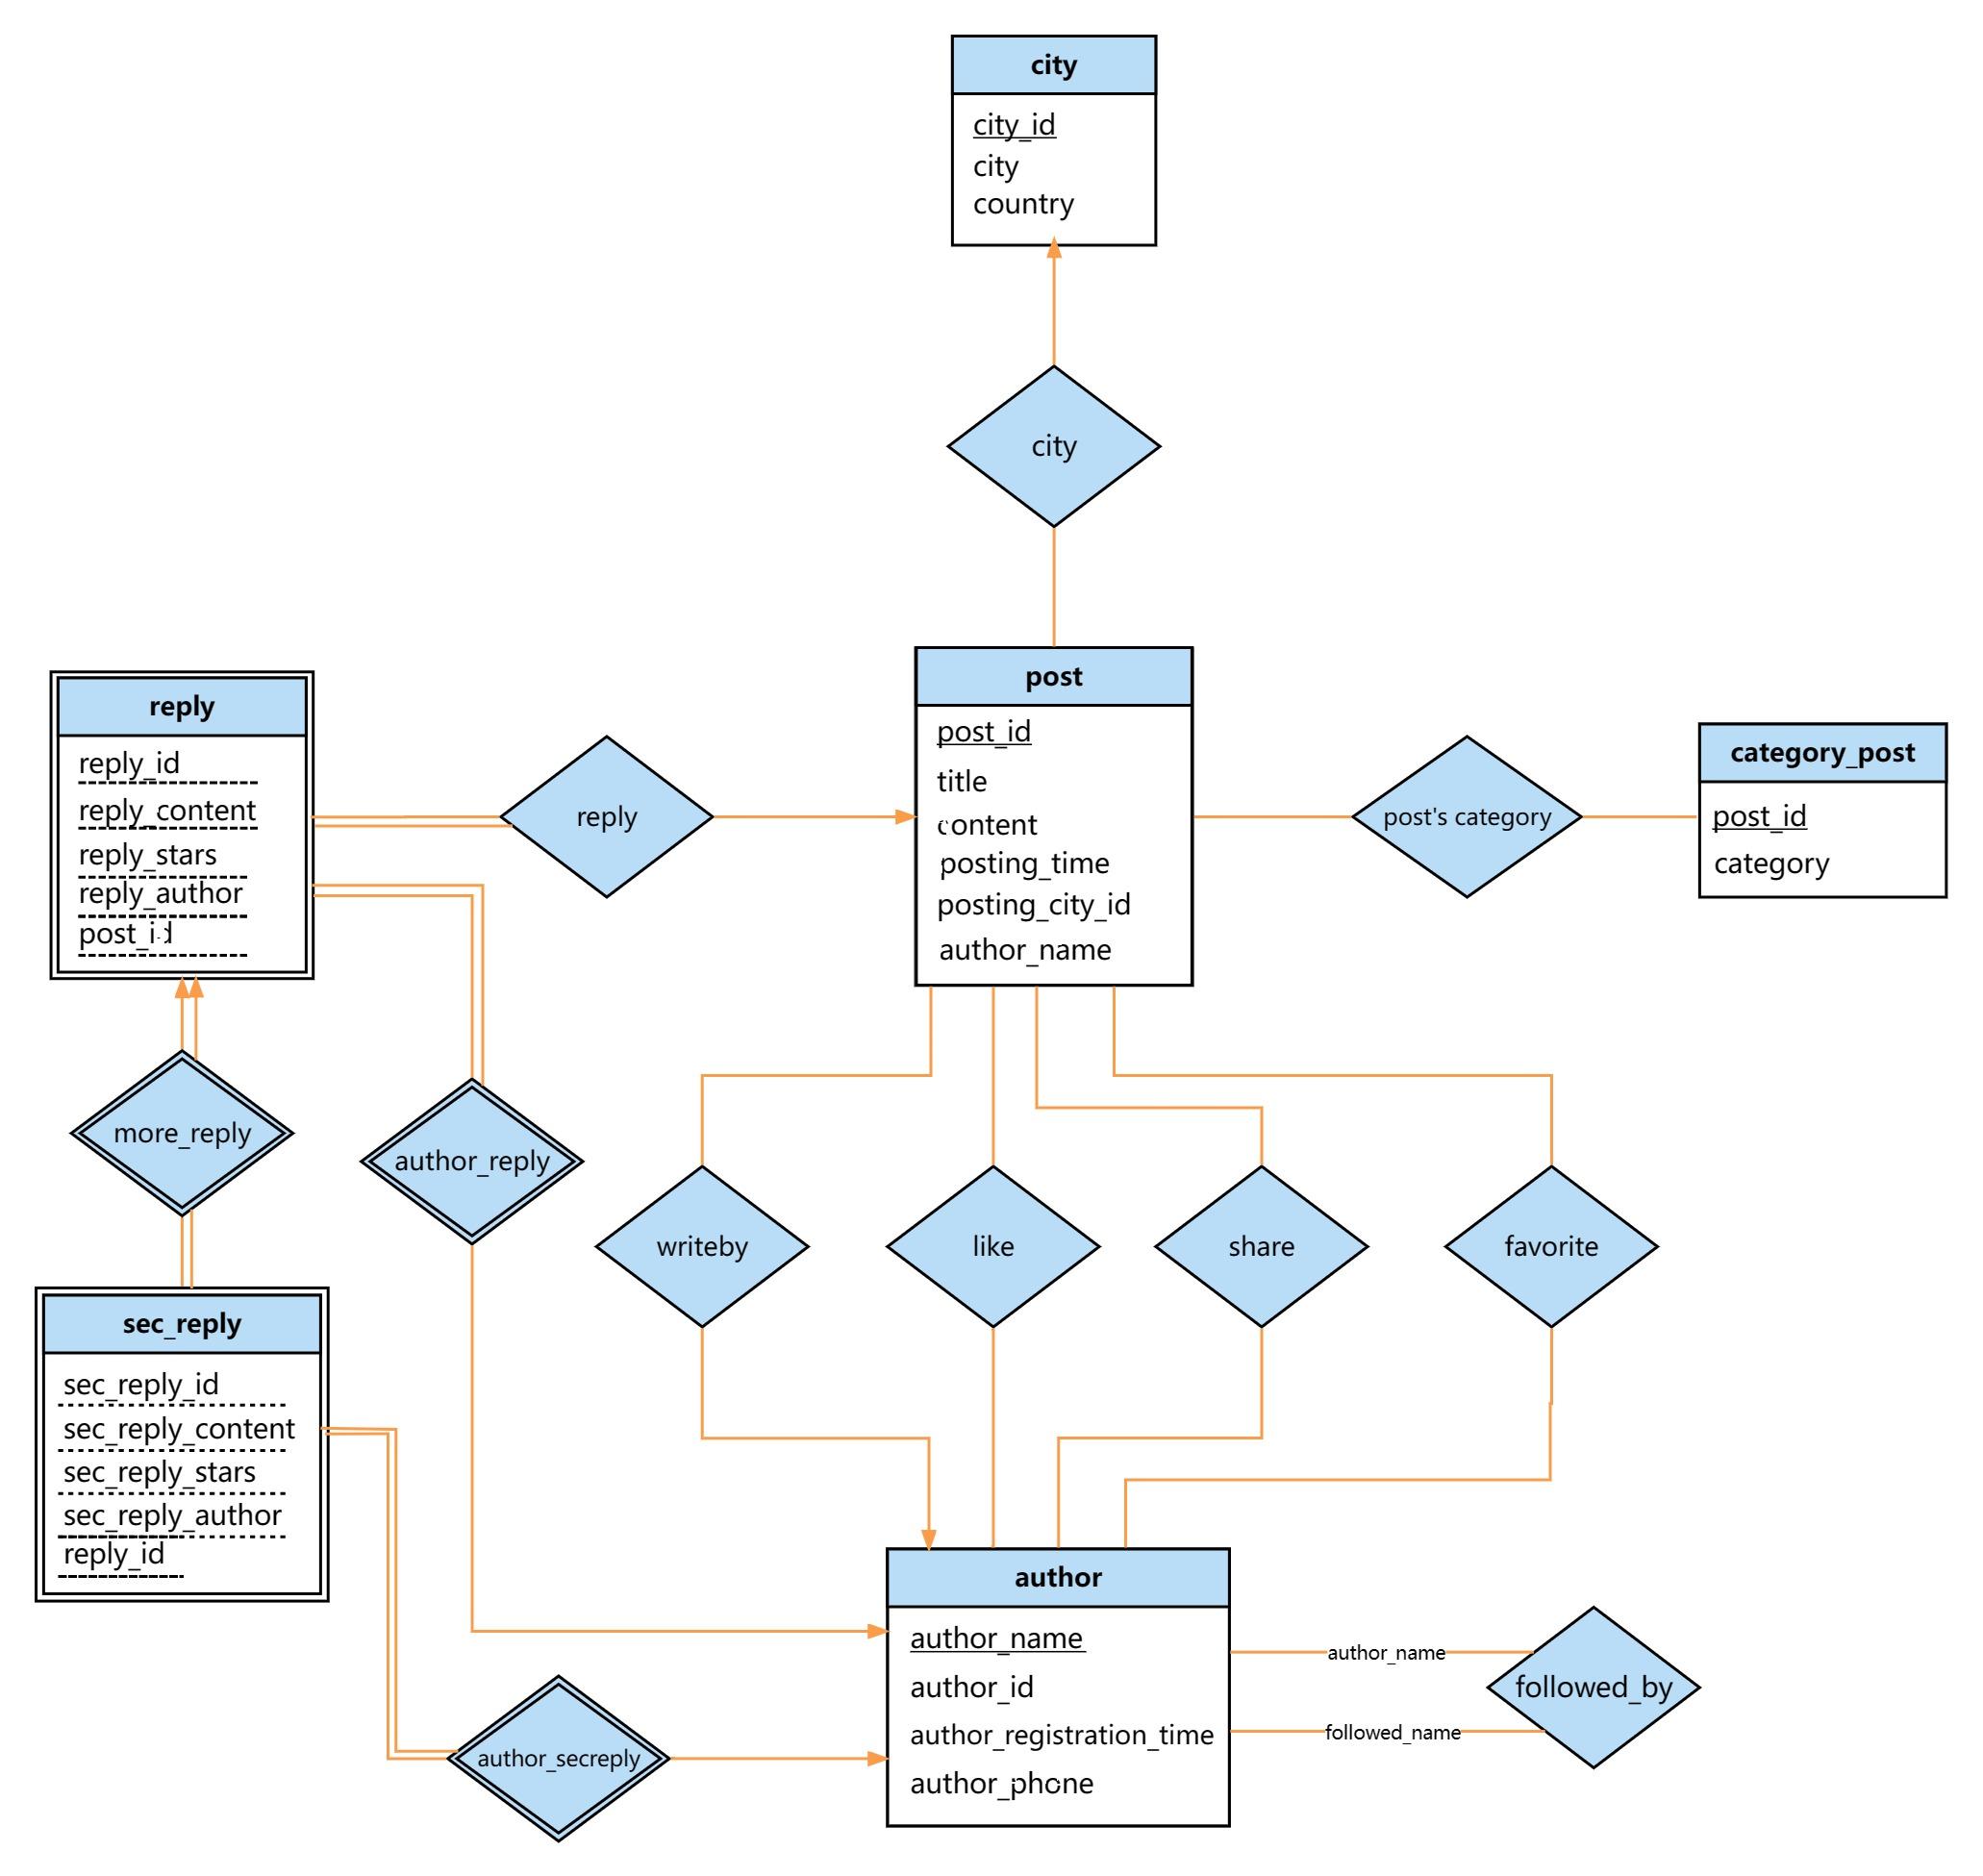 city
city_id
city
country
city
post
post_id
title
content
posting_time
posting_city_id
author_name
reply
reply_id
reply_content
reply_stars
reply_author
post_id
reply
post's category
category_post
post_id
category
more_reply
author_reply
writeby
like
share
favorite
sec_reply
sec_reply_id
sec_reply_content
sec_reply_stars
sec_reply_author
reply_id
author_secreply
author
author_name
author_id
author_registration_time
author_phone
author_name
followed_name
followed_by